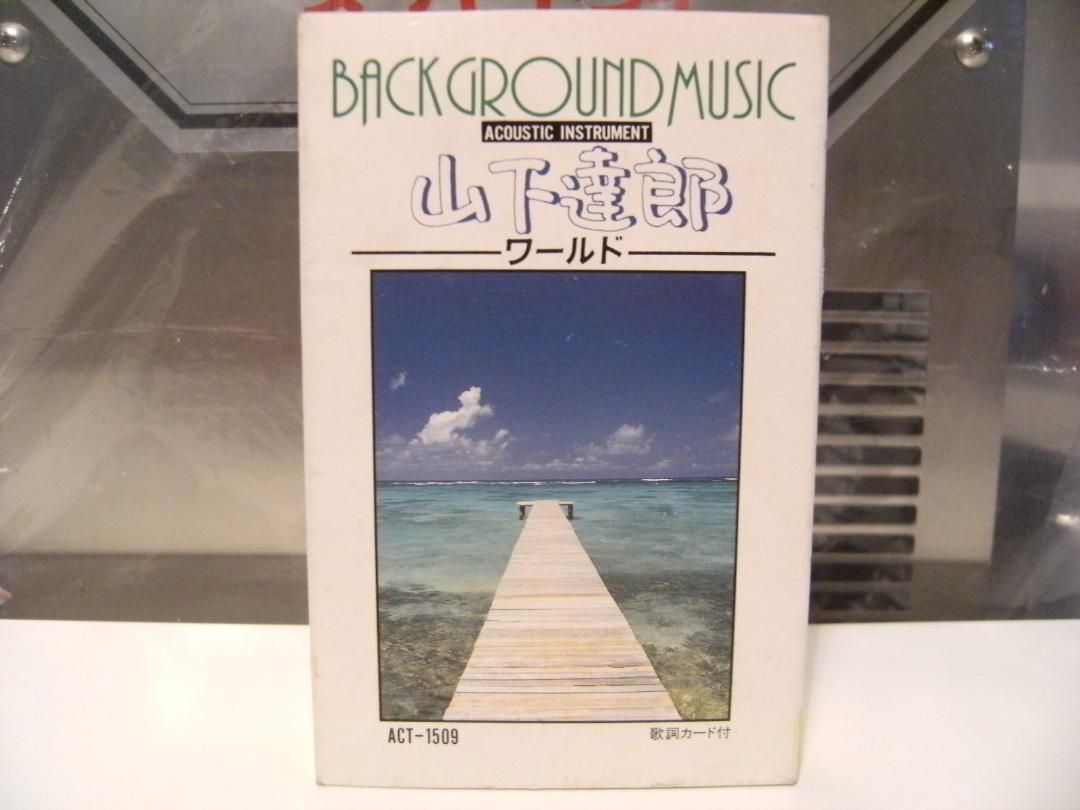 BACKGROUND MUSIC
ACOUSTIC INSTRUMENT
山下達郎
ワールド
ACT-1509
歌詞カード付